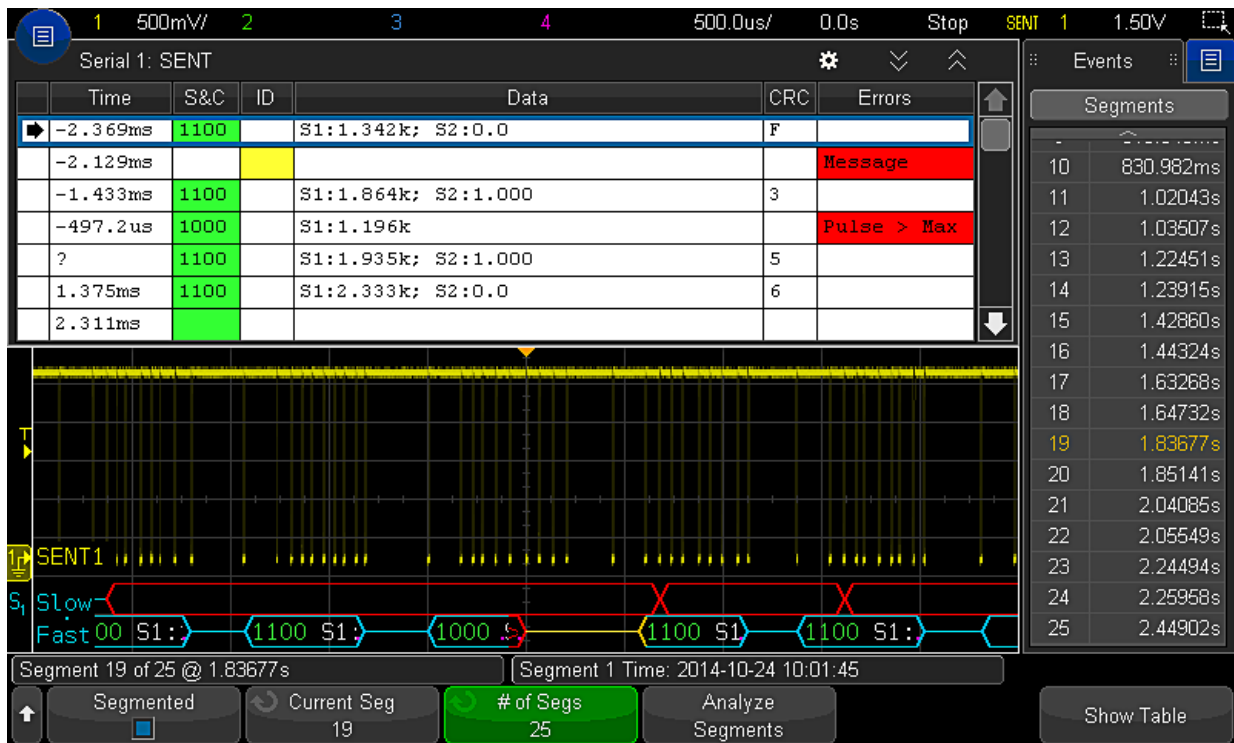 1 500mV/ 2 3 4 500.0us/ 0.0s Stop SENT 1 1.50V
Serial 1: SENT
Time S&C ID Data CRC Errors
-2.369ms 1100 S1:1.342k; S2:0.0 F
-2.129ms Message
-1.433ms 1100 S1:1.864k; S2:1.000 3
-497.2us 1000 S1:1.196k Pulse > Max
? 1100 S1:1.935k; S2:1.000 5
1.375ms 1100 S1:2.333k; S2:0.0 6
2.311ms
Events
Segments
10 830.982ms
11 1.02043s
12 1.03507s
13 1.22451s
14 1.23915s
15 1.42860s
16 1.44324s
17 1.63268s
18 1.64732s
19 1.83677s
20 1.85141s
21 2.04085s
22 2.05549s
23 2.24494s
24 2.25958s
25 2.44902s
T
1 SENT1
S1 Slow
Fast 00 S1: 1100 S1: 1000 1100 S1 1100 S1:
Segment 19 of 25 @ 1.83677s Segment 1 Time: 2014-10-24 10:01:45
Segmented Current Seg # of Segs Analyze Show Table
19 25 Segments